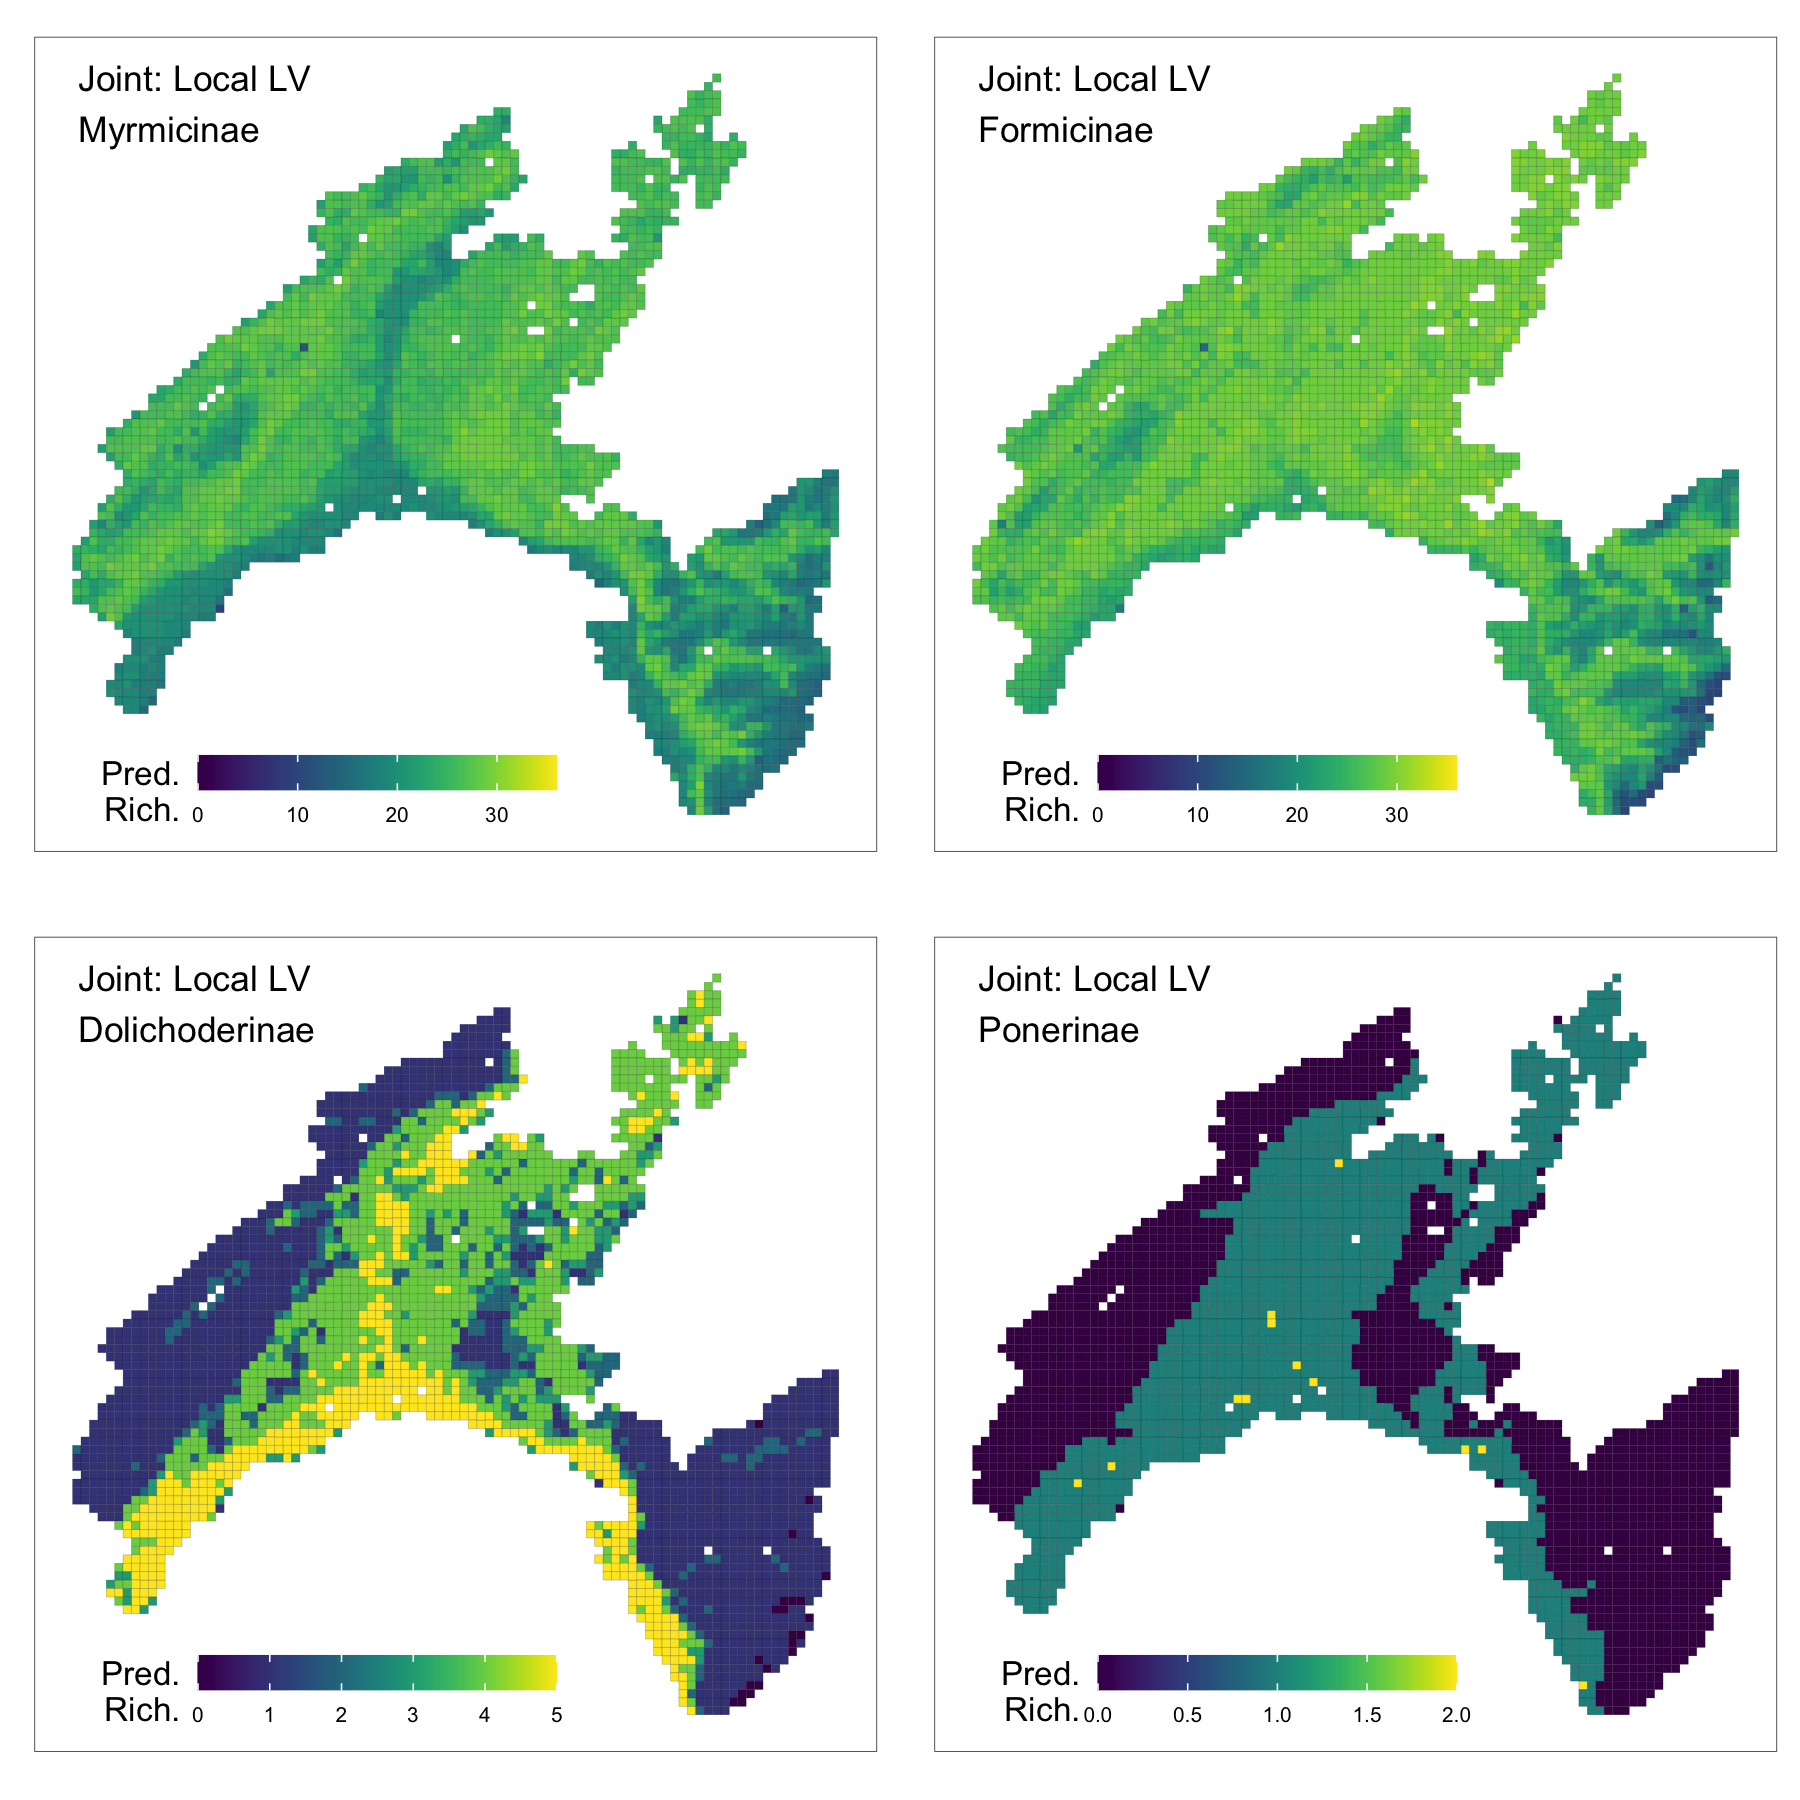 Joint: Local LV
Myrmicinae
Pred.
Rich.
0 10 20 30
Joint: Local LV
Formicinae
Pred.
Rich.
0 10 20 30
Joint: Local LV
Dolichoderinae
Pred.
Rich.
0 1 2 3 4 5
Joint: Local LV
Ponerinae
Pred.
Rich.
0.0 0.5 1.0 1.5 2.0